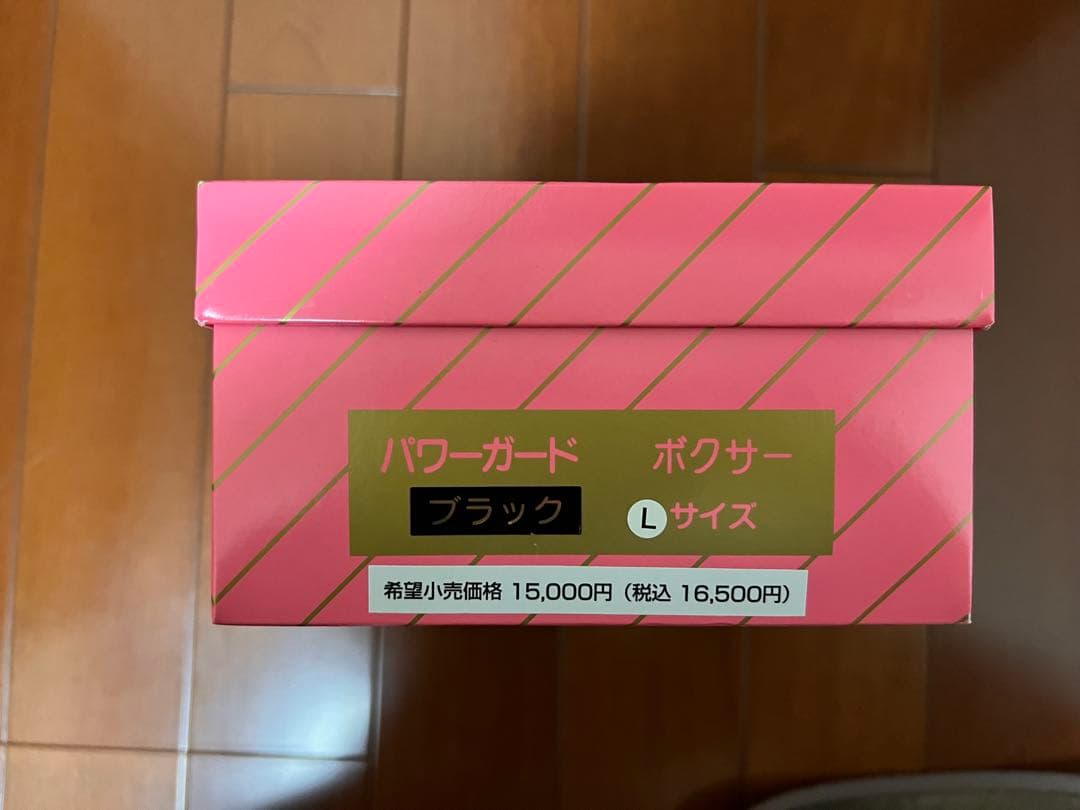 パワーガード ボクサー
ブラック Lサイズ
希望小売価格 15,000円（税込 16,500円）